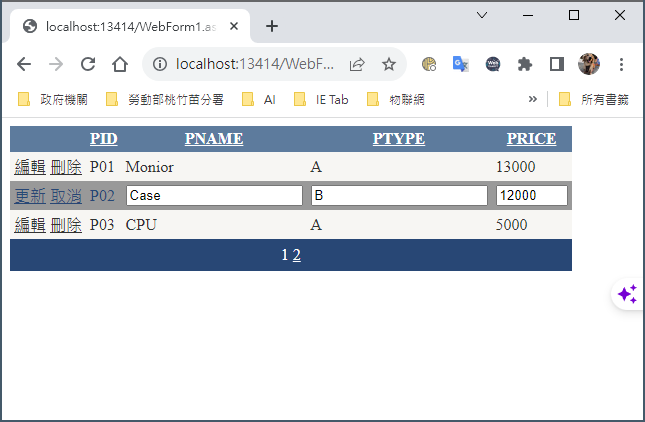 localhost:13414/WebForm1.as
localhost:13414/WebF...
政府機關 勞動部桃竹苗分署 AI IE Tab 物聯網 » 所有書籤
PID PNAME PTYPE PRICE
編輯 刪除 P01 Monior A 13000
更新 取消 P02 Case B 12000
編輯 刪除 P03 CPU A 5000
1 2